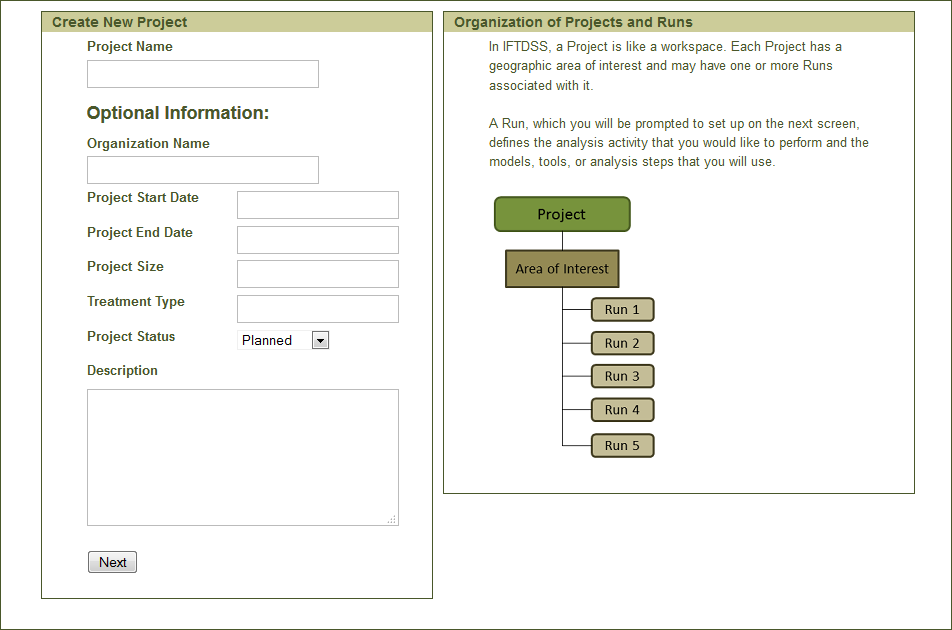 Create New Project
Project Name
Optional Information:
Organization Name
Project Start Date
Project End Date
Project Size
Treatment Type
Project Status
Planned
Description
Next
Organization of Projects and Runs
In IFTDSS, a Project is like a workspace. Each Project has a
geographic area of interest and may have one or more Runs
associated with it.
A Run, which you will be prompted to set up on the next screen,
defines the analysis activity that you would like to perform and the
models, tools, or analysis steps that you will use.
Project
Area of Interest
Run 1
Run 2
Run 3
Run 4
Run 5